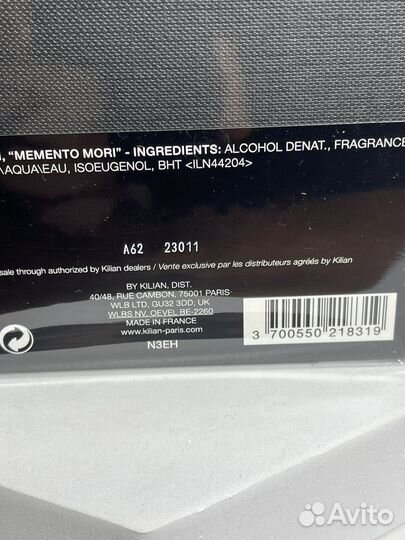 , "MEMENTO MORI" - INGREDIENTS: ALCOHOL DENAT., FRAGRANCE
\AQUA\EAU, ISOEUGENOL, BHT <ILN44204>
A62 23011
sale through authorized by Kilian dealers / Vente exclusive par les distributeurs agréés by Kilian
BY KILIAN, DIST.
40/48, RUE CAMBON, 75001 PARIS
WLB LTD, GU32 3DD, UK
WLBS NV, OEVEL BE-2260
MADE IN FRANCE
www.kilian-paris.com
N3EH
3 700550 218319
Avito